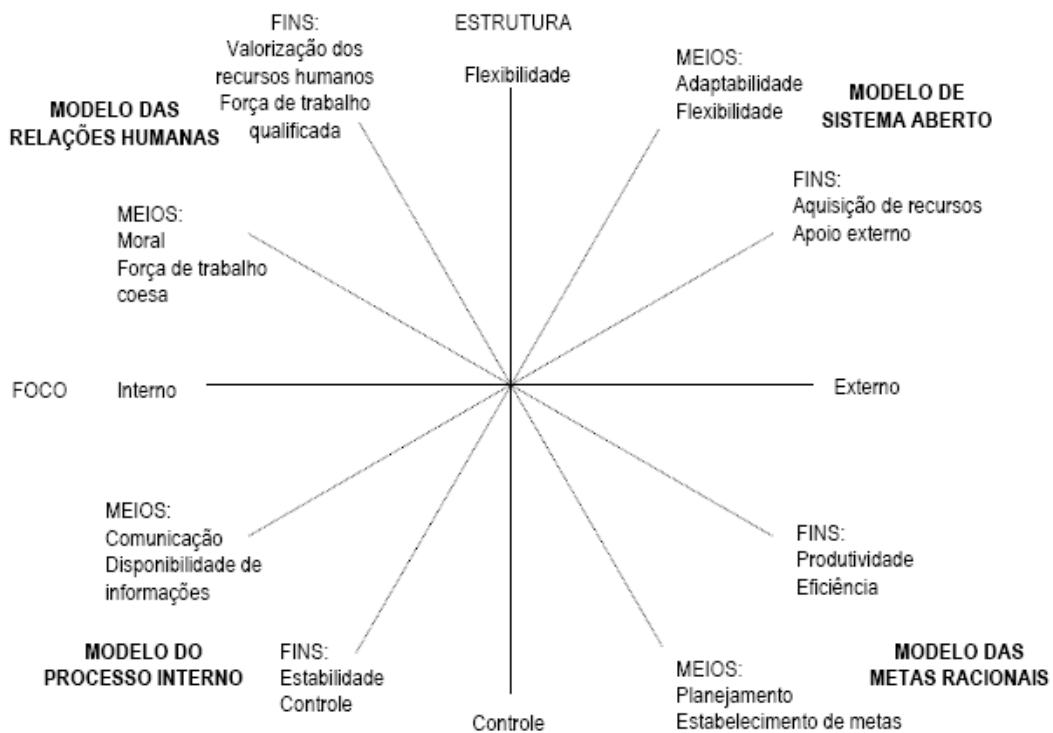 FINS:
Valorização dos
recursos humanos
Força de trabalho
qualificada
ESTRUTURA
Flexibilidade
MEIOS:
Adaptabilidade
Flexibilidade
MODELO DAS
RELAÇÕES HUMANAS
MODELO DE
SISTEMA ABERTO
MEIOS:
Moral
Força de trabalho
coesa
FINS:
Aquisição de recursos
Apoio externo
FOCO
Interno
Externo
MEIOS:
Comunicação
Disponibilidade de
informações
FINS:
Produtividade
Eficiência
MODELO DO
PROCESSO INTERNO
FINS:
Estabilidade
Controle
Controle
MEIOS:
Planejamento
Estabelecimento de metas
MODELO DAS
METAS RACIONAIS